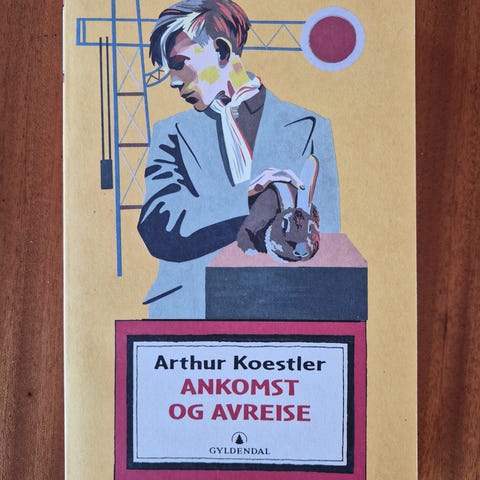 Arthur Koestler
ANKOMST
OG AVREISE
GYLDENDAL